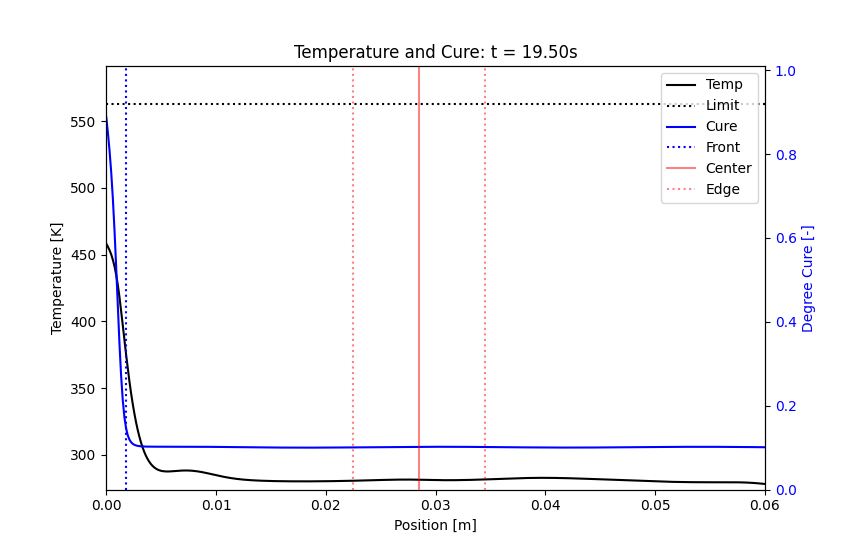 Temperature and Cure: t = 19.50s
Temp
Limit
Cure
Front
Center
Edge
Temperature [K]
550
500
450
400
350
300
Degree Cure [-]
1.0
0.8
0.6
0.4
0.2
0.0
0.00 0.01 0.02 0.03 0.04 0.05 0.06
Position [m]